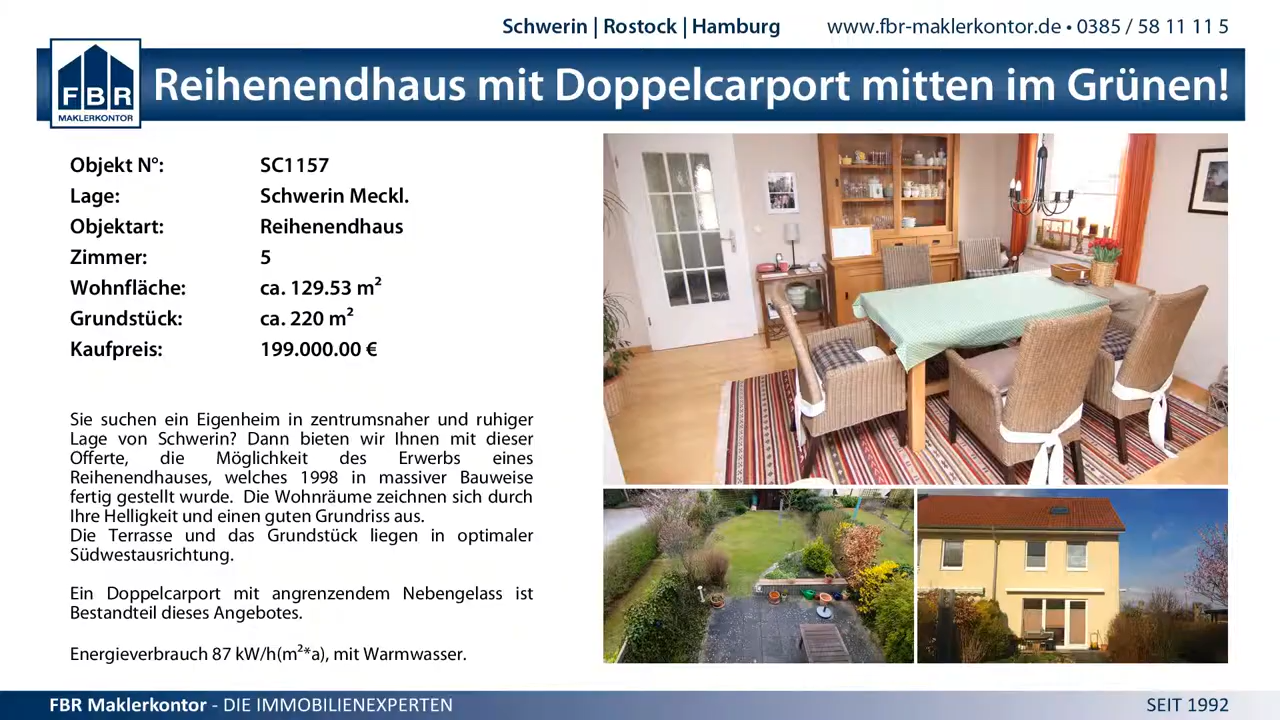 Schwerin | Rostock | Hamburg www.fbr-maklerkontor.de • 0385 / 58 11 11 5
FBR
MAKLERKONTOR
Reihenendhaus mit Doppelcarport mitten im Grünen!
Objekt N°: SC1157
Lage: Schwerin Meckl.
Objektart: Reihenendhaus
Zimmer: 5
Wohnfläche: ca. 129.53 m²
Grundstück: ca. 220 m²
Kaufpreis: 199.000.00 €
Sie suchen ein Eigenheim in zentrumsnaher und ruhiger
Lage von Schwerin? Dann bieten wir Ihnen mit dieser
Offerte, die Möglichkeit des Erwerbs eines
Reihenendhauses, welches 1998 in massiver Bauweise
fertig gestellt wurde. Die Wohnräume zeichnen sich durch
Ihre Helligkeit und einen guten Grundriss aus.
Die Terrasse und das Grundstück liegen in optimaler
Südwestausrichtung.
Ein Doppelcarport mit angrenzendem Nebengelass ist
Bestandteil dieses Angebotes.
Energieverbrauch 87 kW/h(m²*a), mit Warmwasser.
FBR Maklerkontor - DIE IMMOBILIENEXPERTEN SEIT 1992